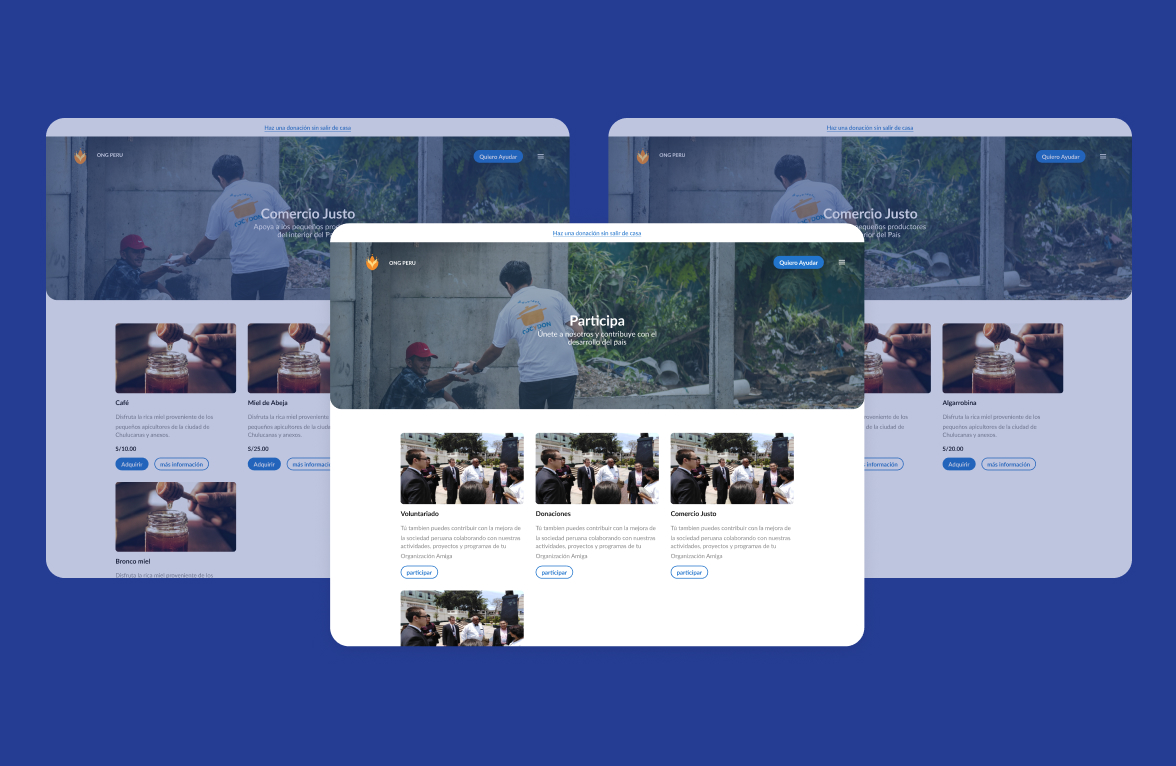 Haz una donación sin salir de casa
ONG PERU
Quiero Ayudar
Comercio Justo
Apaya a los pequeños
del interior del
Café
Disfruta la rica miel proveniente de los
pequeños apicultores de la ciudad de
Chulucanas y anexos.
S/10.00
Adquirir
más información
Miel de Abeja
Disfruta la rica miel proveniente
pequeños apicultores de la
Chulucanas y anexos.
S/25.00
Adquirir
más
Bronco miel
Disfruta la rica miel proveniente de los
Haz una donación sin salir de casa
ONG PERU
Quiero Ayudar
Participa
Únete a nosotros y contribuye con el
desarrollo del país
Voluntariado
Tú tambien puedes contribuir con la mejora de
la sociedad peruana colaborando con nuestras
actividades, proyectos y programas de tu
Organización Amiga
participar
Donaciones
Tú tambien puedes contribuir con la mejora de
la sociedad peruana colaborando con nuestras
actividades, proyectos y programas de tu
Organización Amiga
participar
Comercio Justo
Tú tambien puedes contribuir con la mejora de
la sociedad peruana colaborando con nuestras
actividades, proyectos y programas de tu
Organización Amiga
participar
Haz una donación sin salir de casa
ONG PERU
Quiero Ayudar
Comercio Justo
pequeños productores
del País
de los
la ciudad de
información
Algarrobina
Disfruta la rica miel proveniente de los
pequeños apicultores de la ciudad de
Chulucanas y anexos.
S/20.00
Adquirir
más información